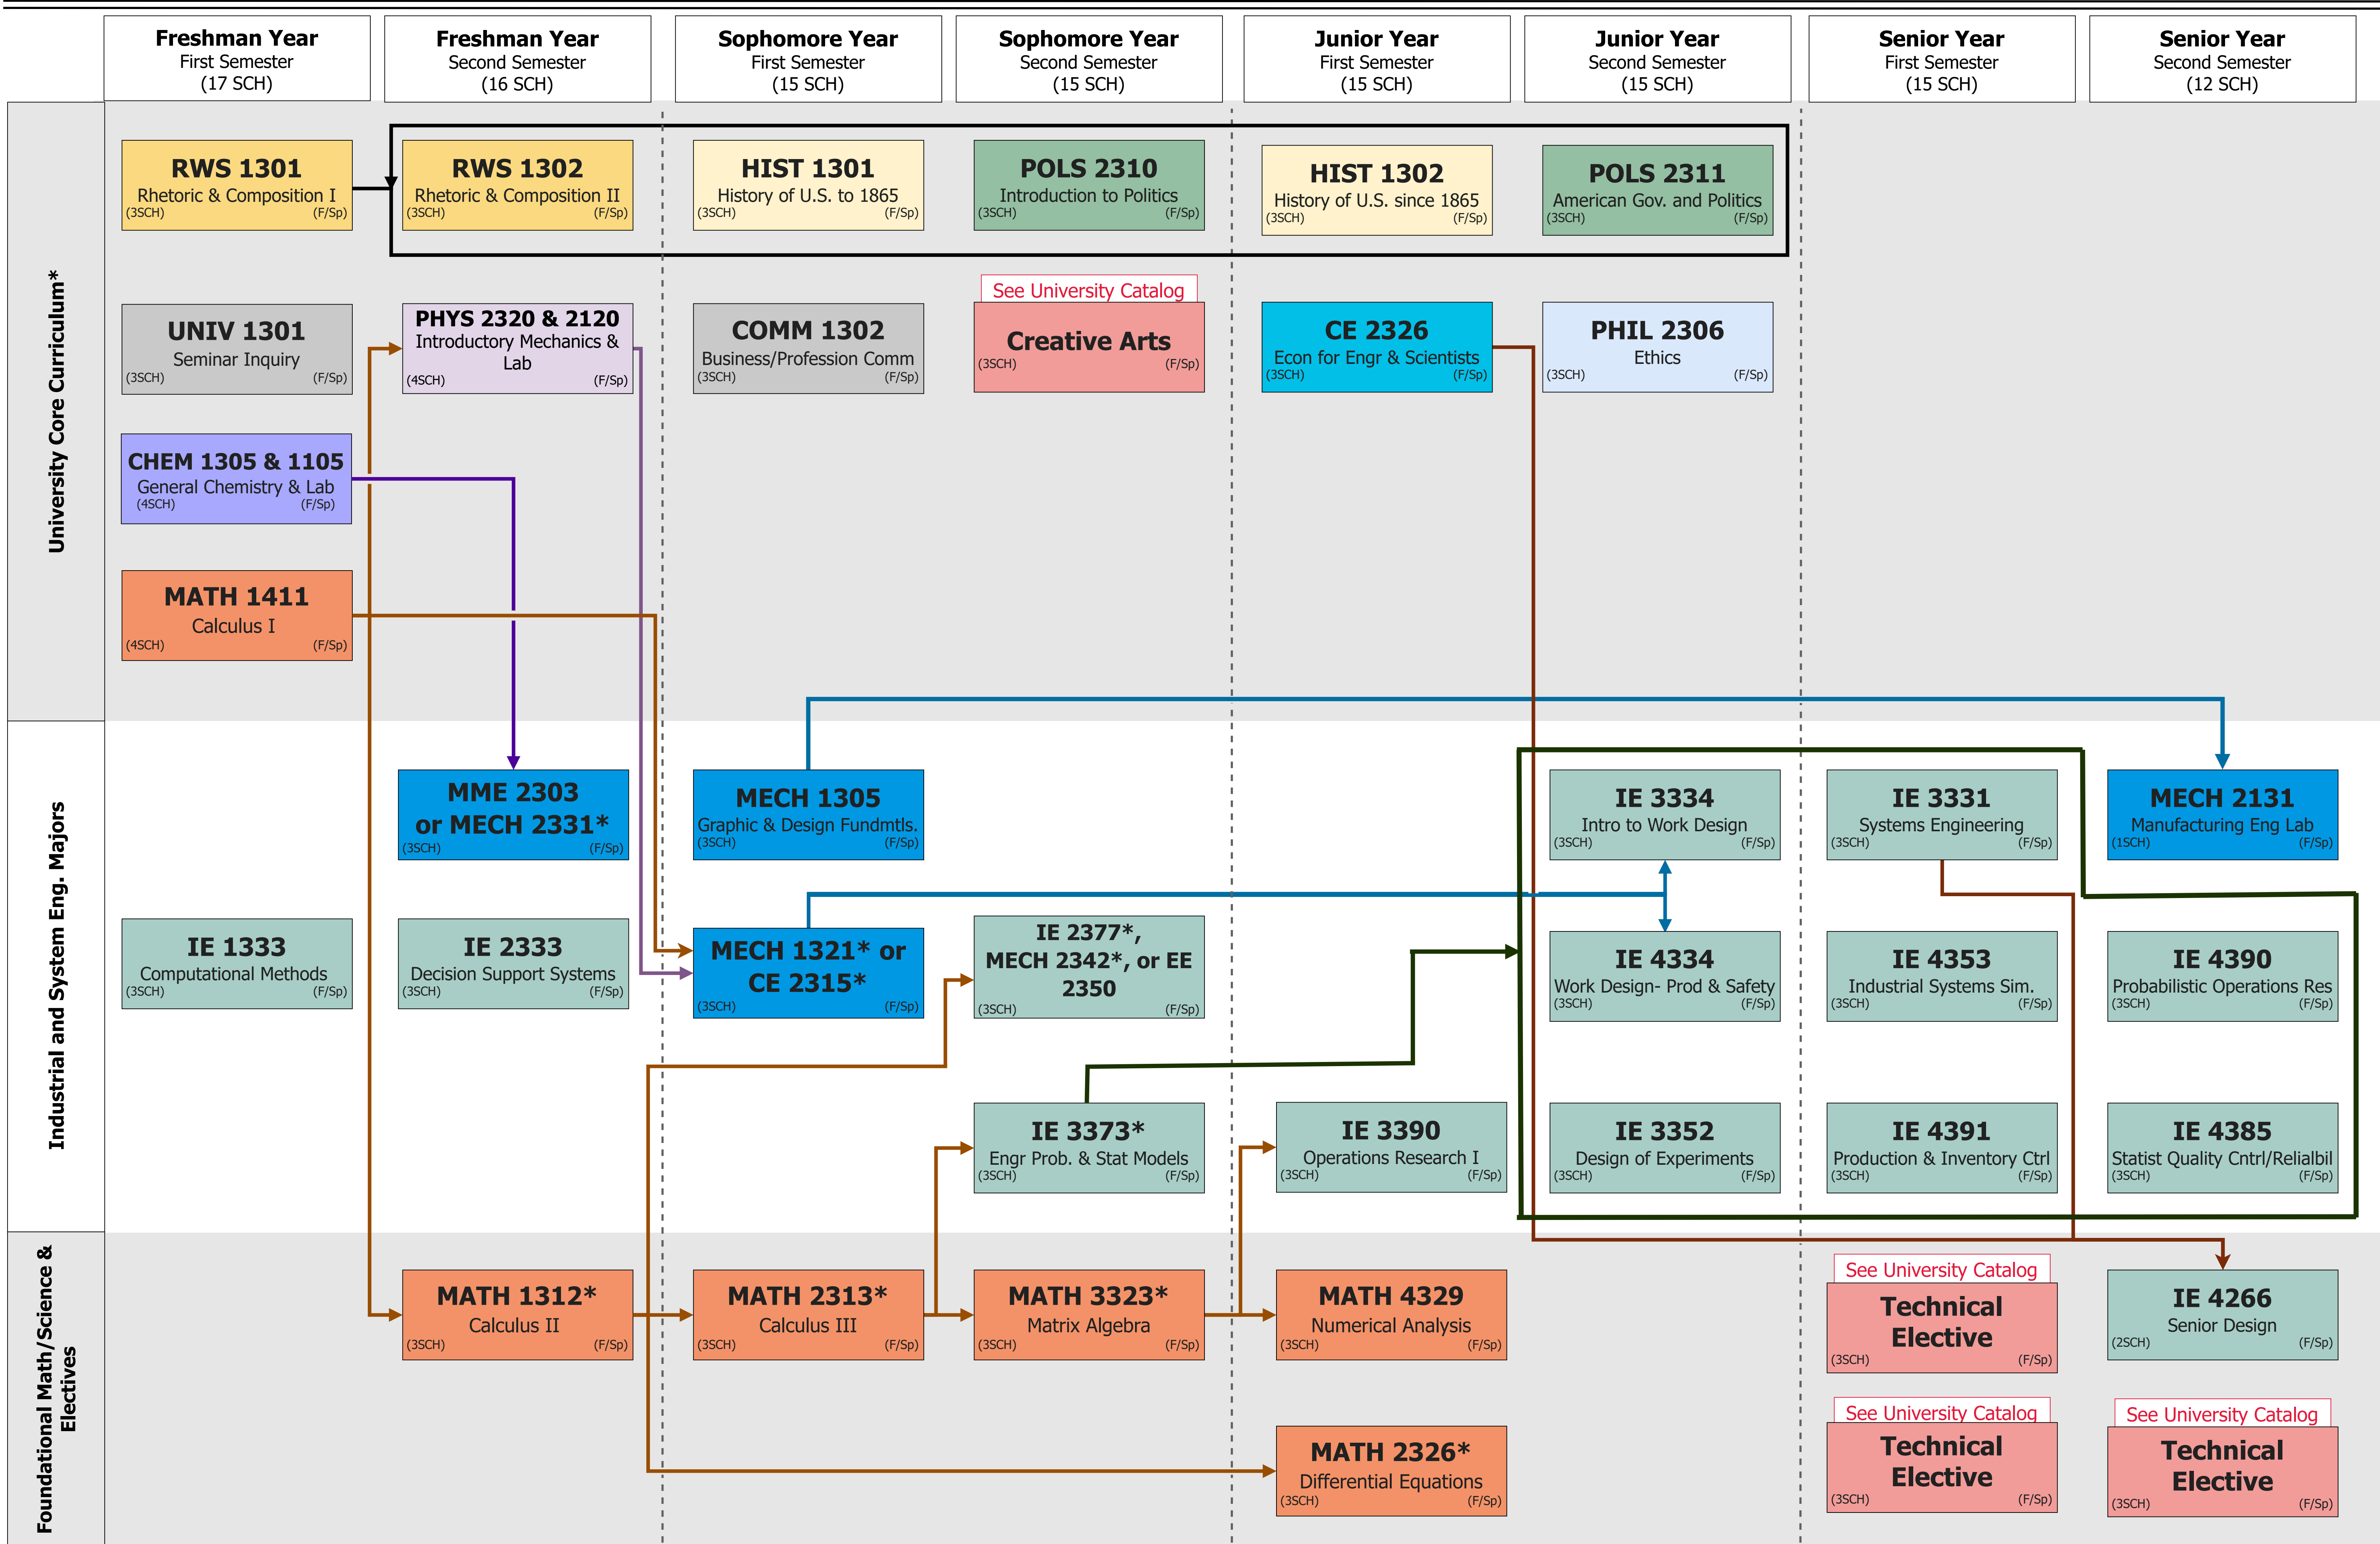 Freshman Year
First Semester
(17 SCH)
Freshman Year
Second Semester
(16 SCH)
Sophomore Year
First Semester
(15 SCH)
Sophomore Year
Second Semester
(15 SCH)
Junior Year
First Semester
(15 SCH)
Junior Year
Second Semester
(15 SCH)
Senior Year
First Semester
(15 SCH)
Senior Year
Second Semester
(12 SCH)
University Core Curriculum*
RWS 1301
Rhetoric & Composition I
(3SCH) (F/Sp)
RWS 1302
Rhetoric & Composition II
(3SCH) (F/Sp)
HIST 1301
History of U.S. to 1865
(3SCH) (F/Sp)
POLS 2310
Introduction to Politics
(3SCH) (F/Sp)
HIST 1302
History of U.S. since 1865
(3SCH) (F/Sp)
POLS 2311
American Gov. and Politics
(3SCH) (F/Sp)
UNIV 1301
Seminar Inquiry
(3SCH) (F/Sp)
PHYS 2320 & 2120
Introductory Mechanics &
Lab
(4SCH) (F/Sp)
COMM 1302
Business/Profession Comm
(3SCH) (F/Sp)
See University Catalog
Creative Arts
(3SCH) (F/Sp)
CE 2326
Econ for Engr & Scientists
(3SCH) (F/Sp)
PHIL 2306
Ethics
(3SCH) (F/Sp)
CHEM 1305 & 1105
General Chemistry & Lab
(4SCH) (F/Sp)
MATH 1411
Calculus I
(4SCH) (F/Sp)
Industrial and System Eng. Majors
MME 2303
or MECH 2331*
(3SCH) (F/Sp)
MECH 1305
Graphic & Design Fundmtls.
(3SCH) (F/Sp)
IE 3334
Intro to Work Design
(3SCH) (F/Sp)
IE 3331
Systems Engineering
(3SCH) (F/Sp)
MECH 2131
Manufacturing Eng Lab
(1SCH) (F/Sp)
IE 1333
Computational Methods
(3SCH) (F/Sp)
IE 2333
Decision Support Systems
(3SCH) (F/Sp)
MECH 1321* or
CE 2315*
(3SCH) (F/Sp)
IE 2377*,
MECH 2342*, or EE
2350
(3SCH) (F/Sp)
IE 4334
Work Design- Prod & Safety
(3SCH) (F/Sp)
IE 4353
Industrial Systems Sim.
(3SCH) (F/Sp)
IE 4390
Probabilistic Operations Res
(3SCH) (F/Sp)
IE 3373*
Engr Prob. & Stat Models
(3SCH) (F/Sp)
IE 3390
Operations Research I
(3SCH) (F/Sp)
IE 3352
Design of Experiments
(3SCH) (F/Sp)
IE 4391
Production & Inventory Ctrl
(3SCH) (F/Sp)
IE 4385
Statist Quality Cntrl/Relialbil
(3SCH) (F/Sp)
Foundational Math/Science &
Electives
MATH 1312*
Calculus II
(3SCH) (F/Sp)
MATH 2313*
Calculus III
(3SCH) (F/Sp)
MATH 3323*
Matrix Algebra
(3SCH) (F/Sp)
MATH 4329
Numerical Analysis
(3SCH) (F/Sp)
See University Catalog
Technical
Elective
(3SCH) (F/Sp)
IE 4266
Senior Design
(2SCH) (F/Sp)
MATH 2326*
Differential Equations
(3SCH) (F/Sp)
See University Catalog
Technical
Elective
(3SCH) (F/Sp)
See University Catalog
Technical
Elective
(3SCH) (F/Sp)